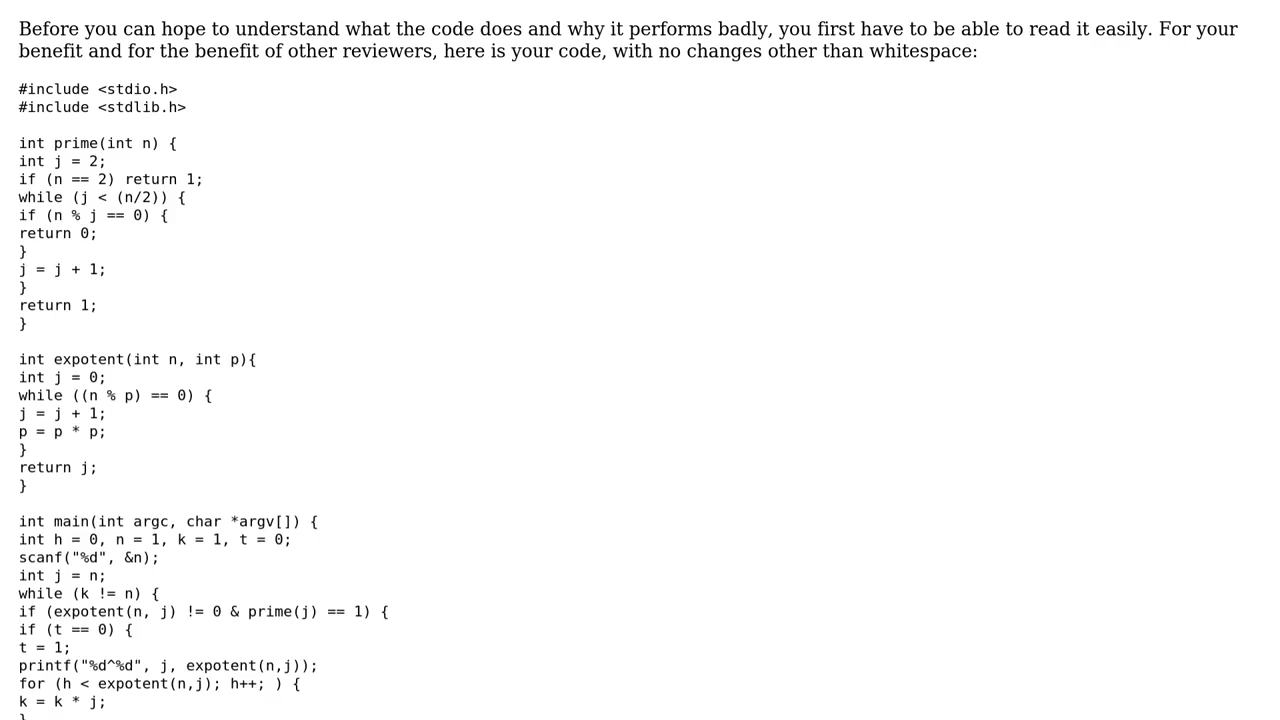 Before you can hope to understand what the code does and why it performs badly, you first have to be able to read it easily. For your
benefit and for the benefit of other reviewers, here is your code, with no changes other than whitespace:
#include <stdio.h>
#include <stdlib.h>
int prime(int n) {
int j = 2;
if (n == 2) return 1;
while (j < (n/2)) {
if (n % j == 0) {
return 0;
}
j = j + 1;
}
return 1;
}
int expotent(int n, int p){
int j = 0;
while ((n % p) == 0) {
j = j + 1;
p = p * p;
}
return j;
}
int main(int argc, char *argv[]) {
int h = 0, n = 1, k = 1, t = 0;
scanf("%d", &n);
int j = n;
while (k != n) {
if (expotent(n, j) != 0 & prime(j) == 1) {
if (t == 0) {
t = 1;
printf("%d^%d", j, expotent(n,j));
for (h < expotent(n,j); h++; ) {
k = k * j;
}